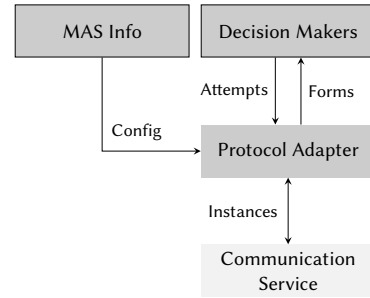 MAS Info
Decision Makers
Attempts
Forms
Config
Protocol Adapter
Instances
Communication
Service